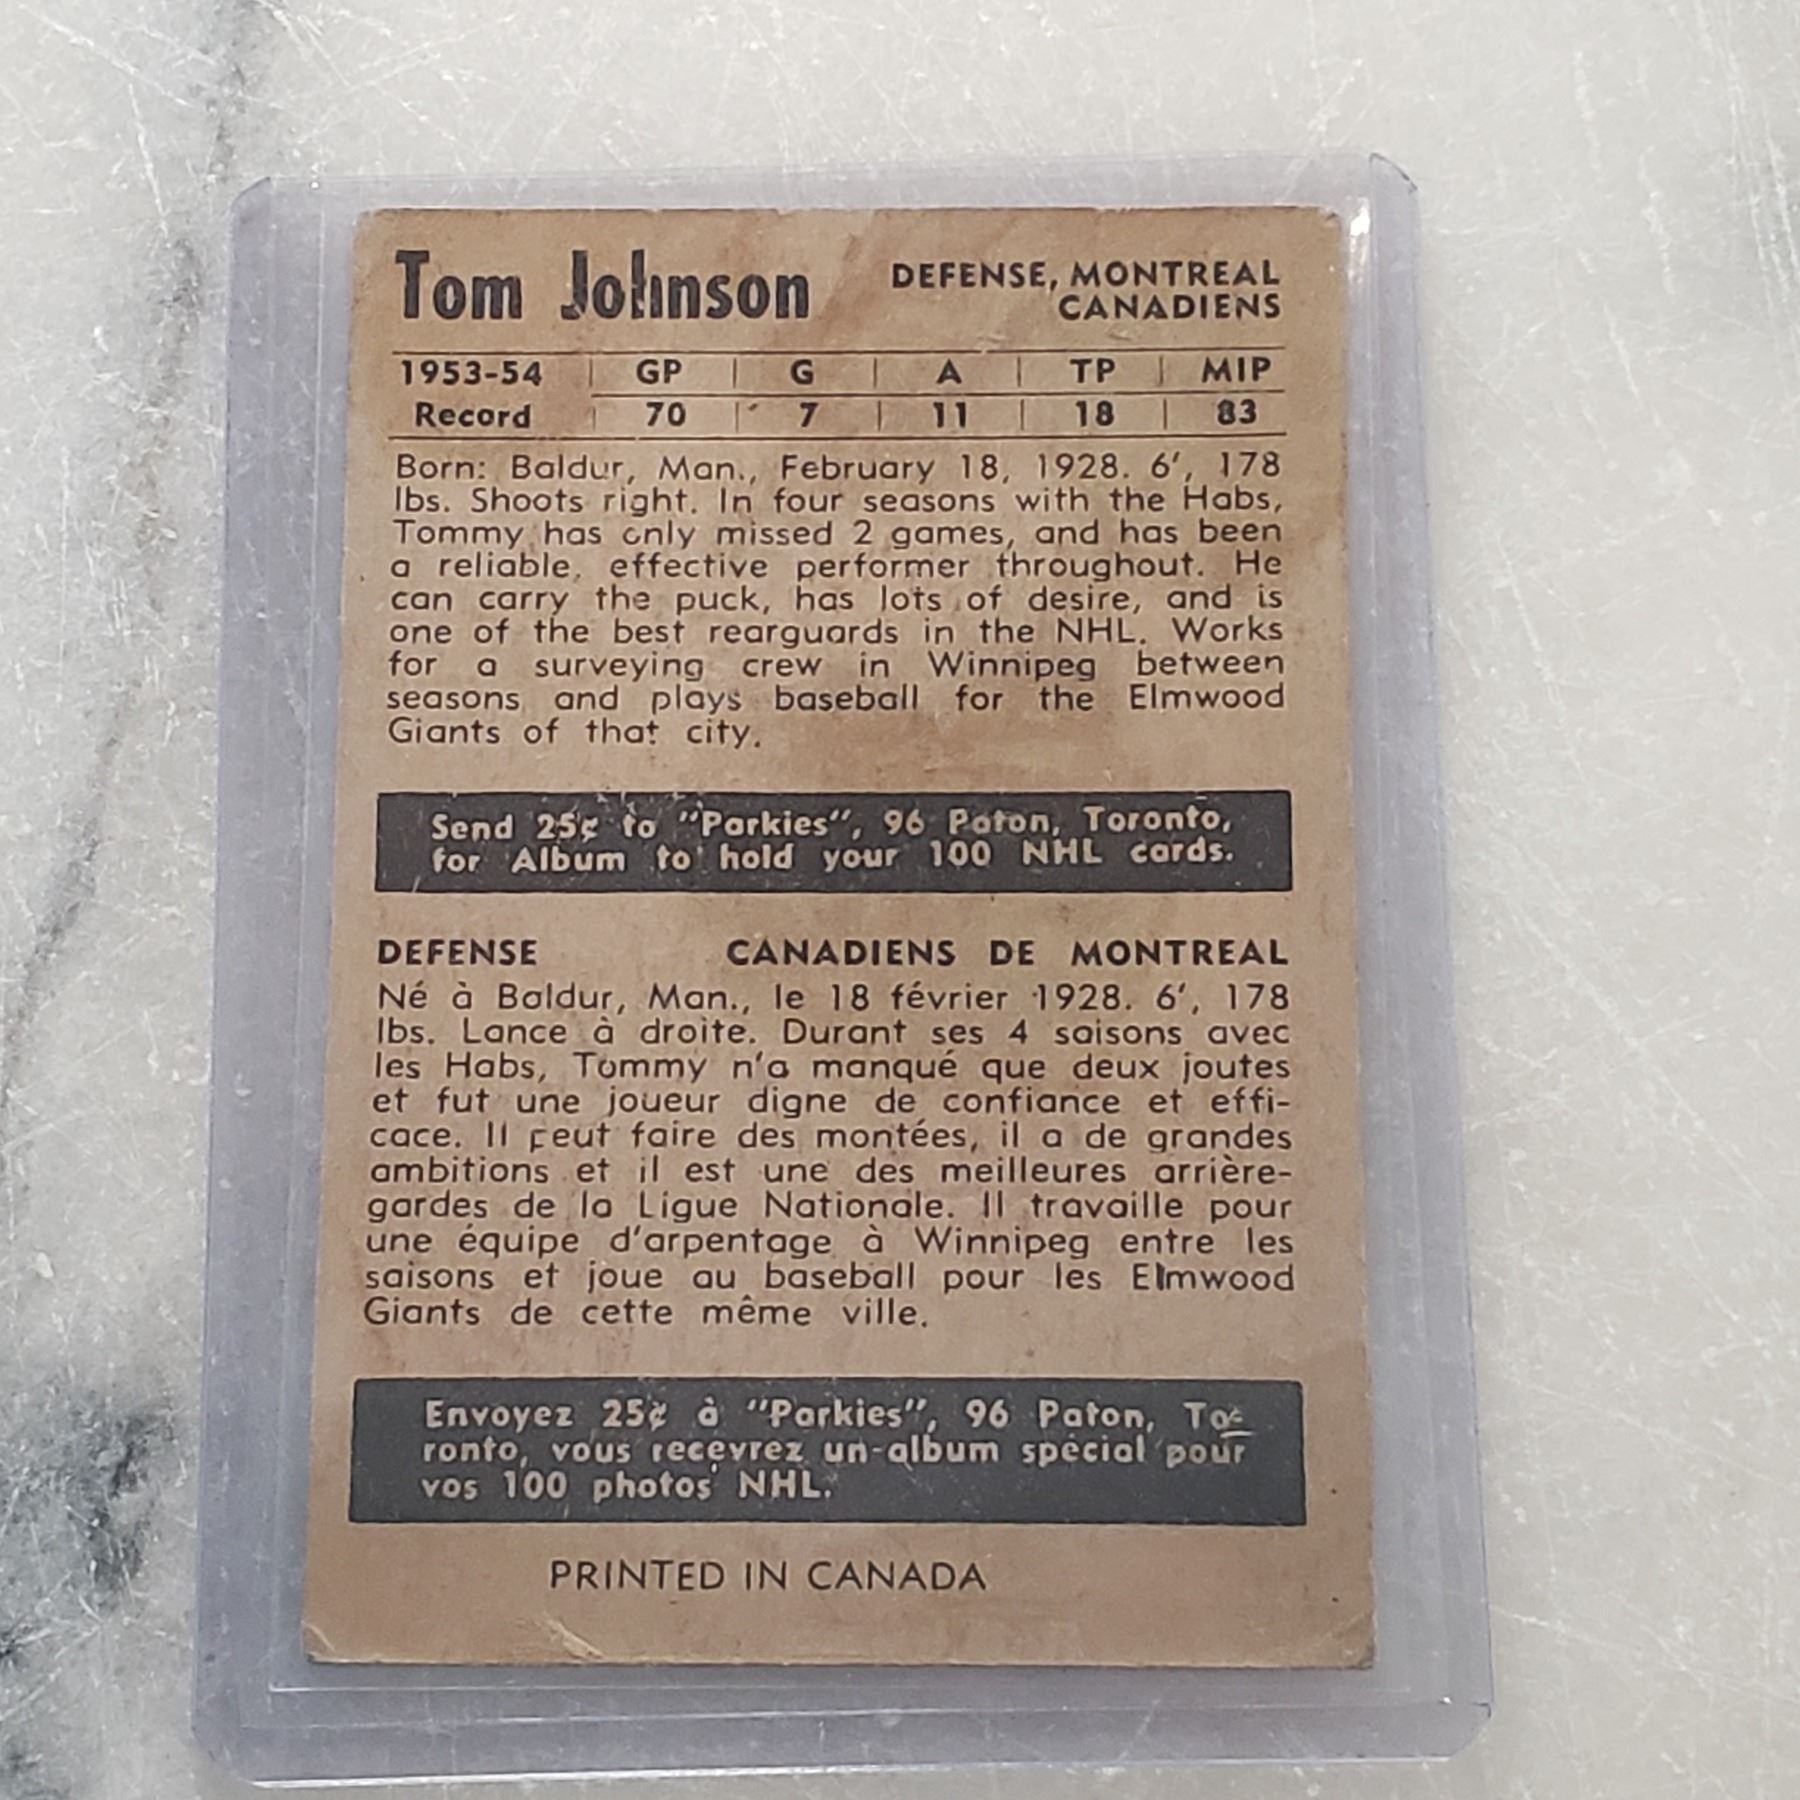 Tom Johnson DEFENSE, MONTREAL
CANADIENS
1953-54 | GP | G | A | TP | MIP
Record | 70 | 7 | 11 | 18 | 83
Born: Baldur, Man., February 18, 1928. 6', 178
lbs. Shoots right. In four seasons with the Habs,
Tommy has only missed 2 games, and has been
a reliable, effective performer throughout. He
can carry the puck, has lots of desire, and is
one of the best rearguards in the NHL. Works
for a surveying crew in Winnipeg between
seasons and plays baseball for the Elmwood
Giants of that city.
Send 25¢ to "Parkies", 96 Paton, Toronto,
for Album to hold your 100 NHL cards.
DEFENSE CANADIENS DE MONTREAL
Né à Baldur, Man., le 18 février 1928. 6', 178
lbs. Lance à droite. Durant ses 4 saisons avec
les Habs, Tommy n'a manqué que deux joutes
et fut une joueur digne de confiance et effi-
cace. Il peut faire des montées, il a de grandes
ambitions et il est une des meilleures arrière-
gardes de la Ligue Nationale. Il travaille pour
une équipe d'arpentage à Winnipeg entre les
saisons et joue au baseball pour les Elmwood
Giants de cette même ville.
Envoyez 25¢ à "Parkies", 96 Paton, To-
ronto, vous recevrez un album spécial pour
vos 100 photos NHL.
PRINTED IN CANADA